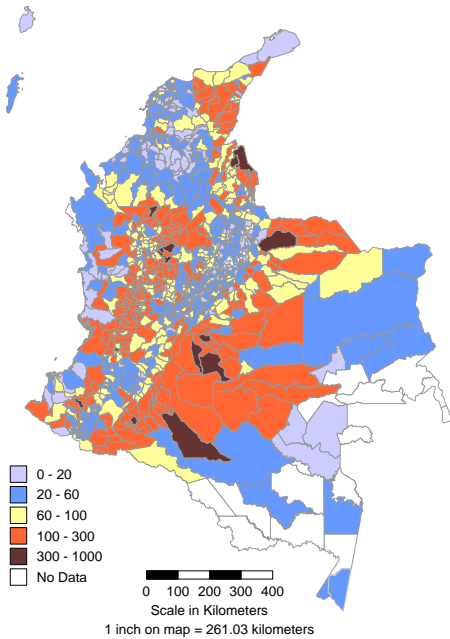 0 - 20
20 - 60
60 - 100
100 - 300
300 - 1000
No Data
0 100 200 300 400
Scale in Kilometers
1 inch on map = 261.03 kilometers